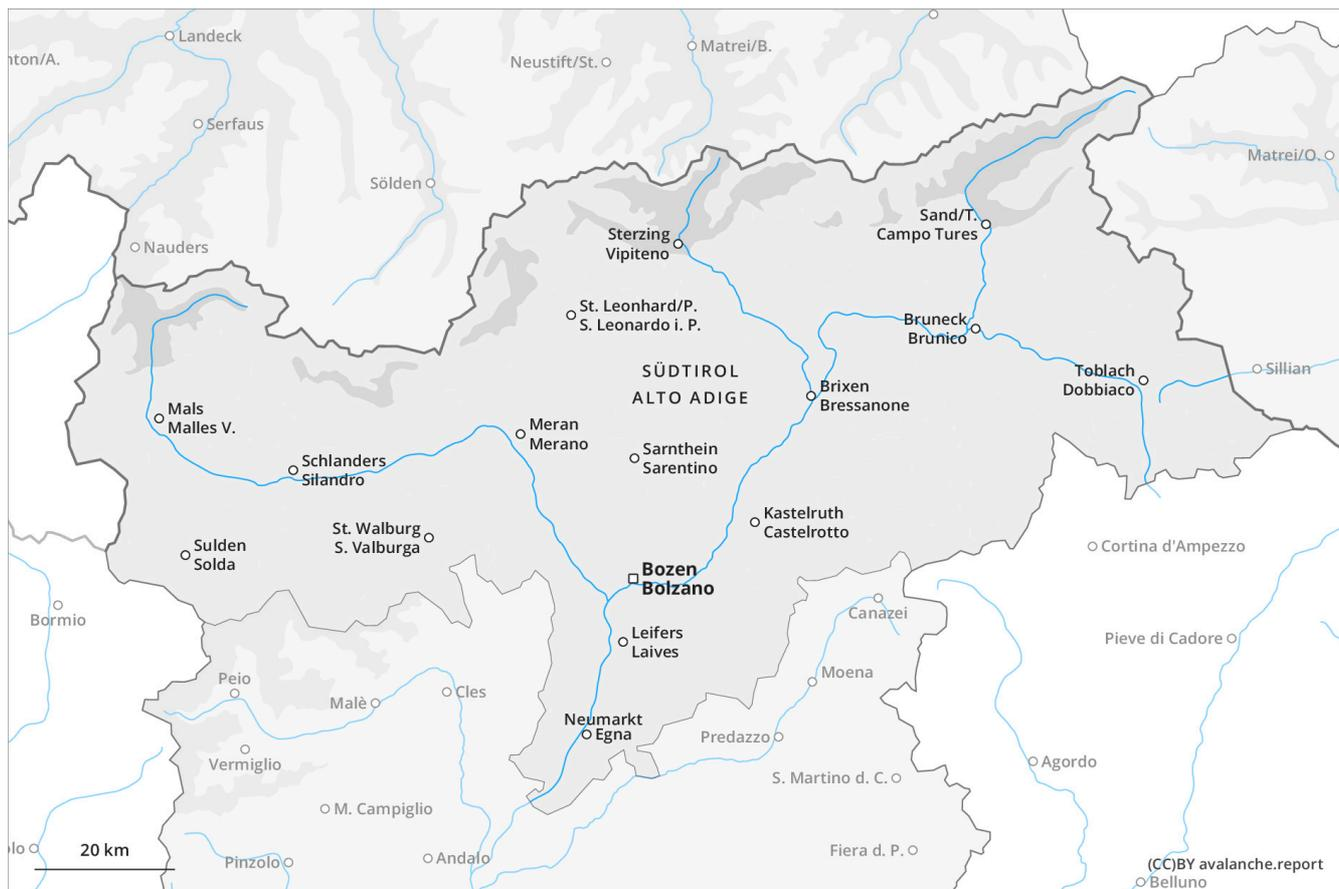 Landeck
Matrei/B.
nton/A.
Neustift/St.
Serfaus
Matrei/O.
Sölden
Sand/T.
Campo Tures
Sterzing
Vipiteno
Nauders
St. Leonhard/P.
S. Leonardo i. P.
Bruneck
Brunico
SÜDTIROL
ALTO ADIGE
Toblach
Dobbiaco
Sillian
Brixen
Bressanone
Mals
Malles V.
Meran
Merano
Sarnthein
Sarentino
Schlanders
Silandro
Kastelruth
Castelrotto
St. Walburg
S. Valburga
Sulden
Solda
Cortina d'Ampezzo
Bozen
Bolzano
Bormio
Canazei
Leifers
Laives
Pieve di Cadore
Peio
Moena
Malè
Cles
Neumarkt
Egna
Predazzo
Vermiglio
Agordo
S. Martino d. C.
M. Campiglio
lo
20 km
Pinzolo
Andalo
Fiera d. P.
(CC)BY avalanche.report
Belluno